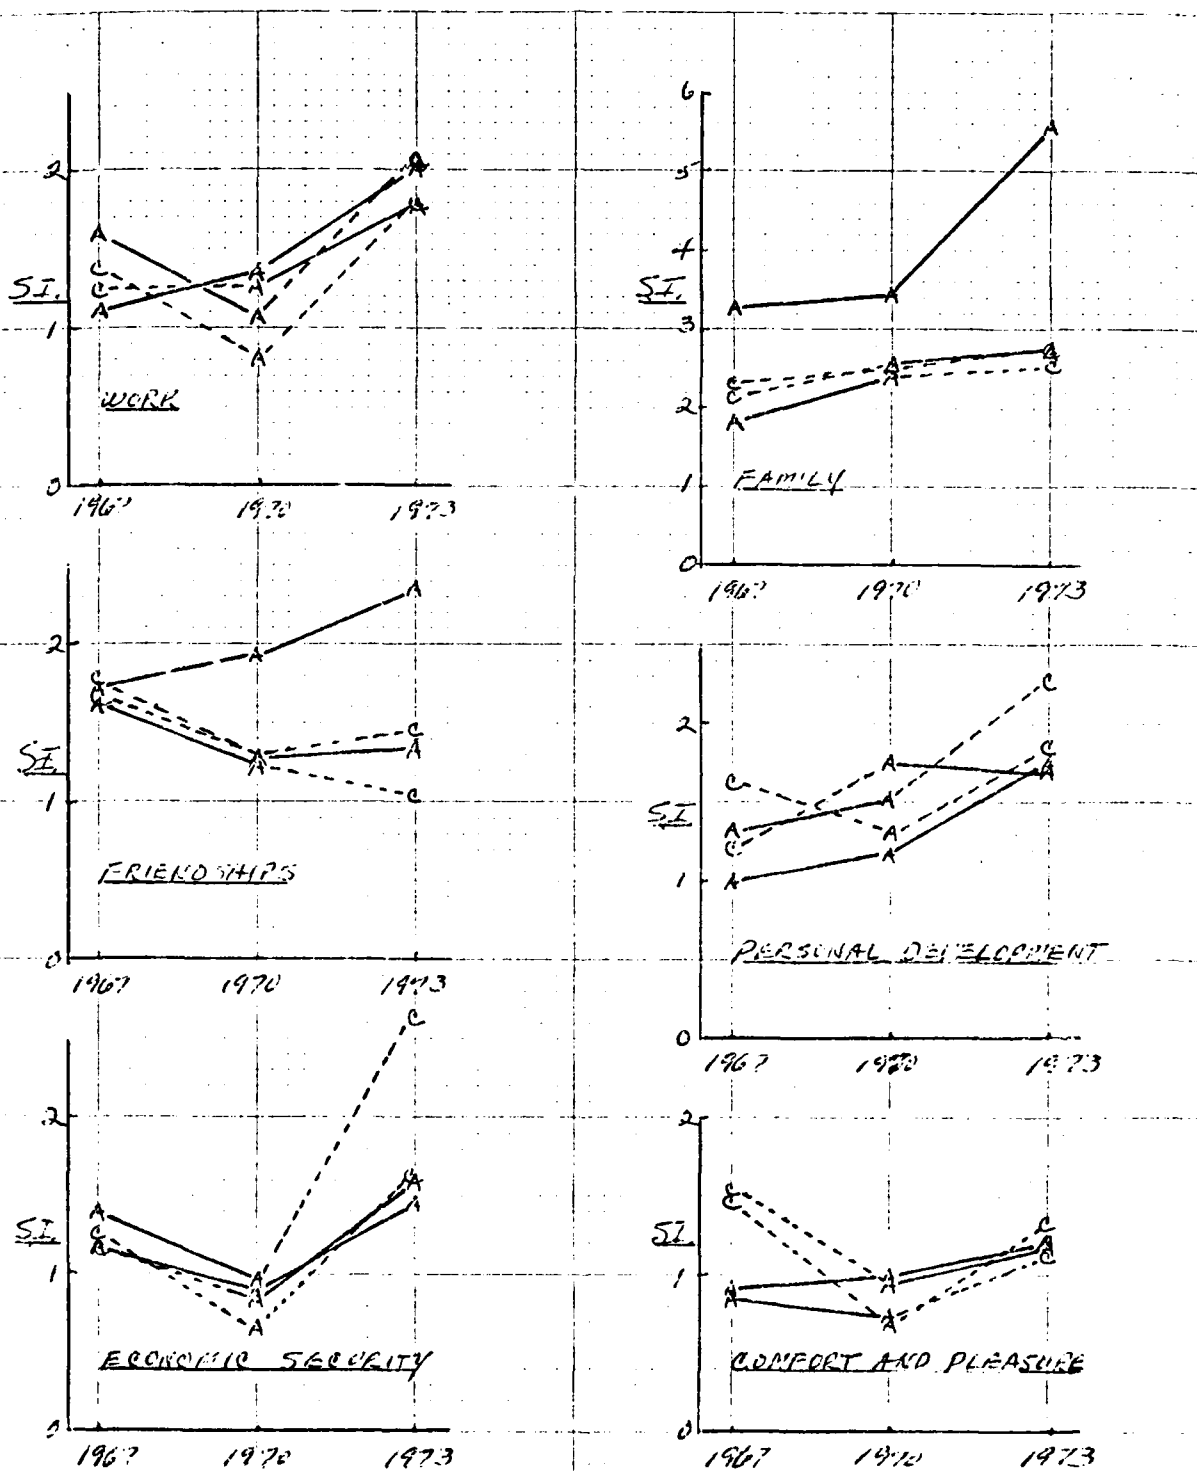 2
A
A
A
C
C
A
A
A
A
A
S.I.
1
WORK
0
1967 1970 1973
6
5
4
3
2
1
0
A
A
A
S.I.
C
C
A
A
A
A
C
FAMILY
1967 1970 1973
2
A
A
C
A
A
A
C
A
C
S.I.
1
FRIENDSHIPS
0
1967 1970 1973
2
C
C
A
A
A
C
S.I.
C
A
A
A
A
1
A
PERSONAL DEVELOPMENT
0
1967 1970 1973
C
2
A
C
A
A
A
A
C
A
A
S.I.
1
ECONOMIC SECURITY
0
1967 1970 1973
2
C
C
A
A
A
A
A
C
A
C
S.I.
1
COMFORT AND PLEASURE
0
1967 1970 1973